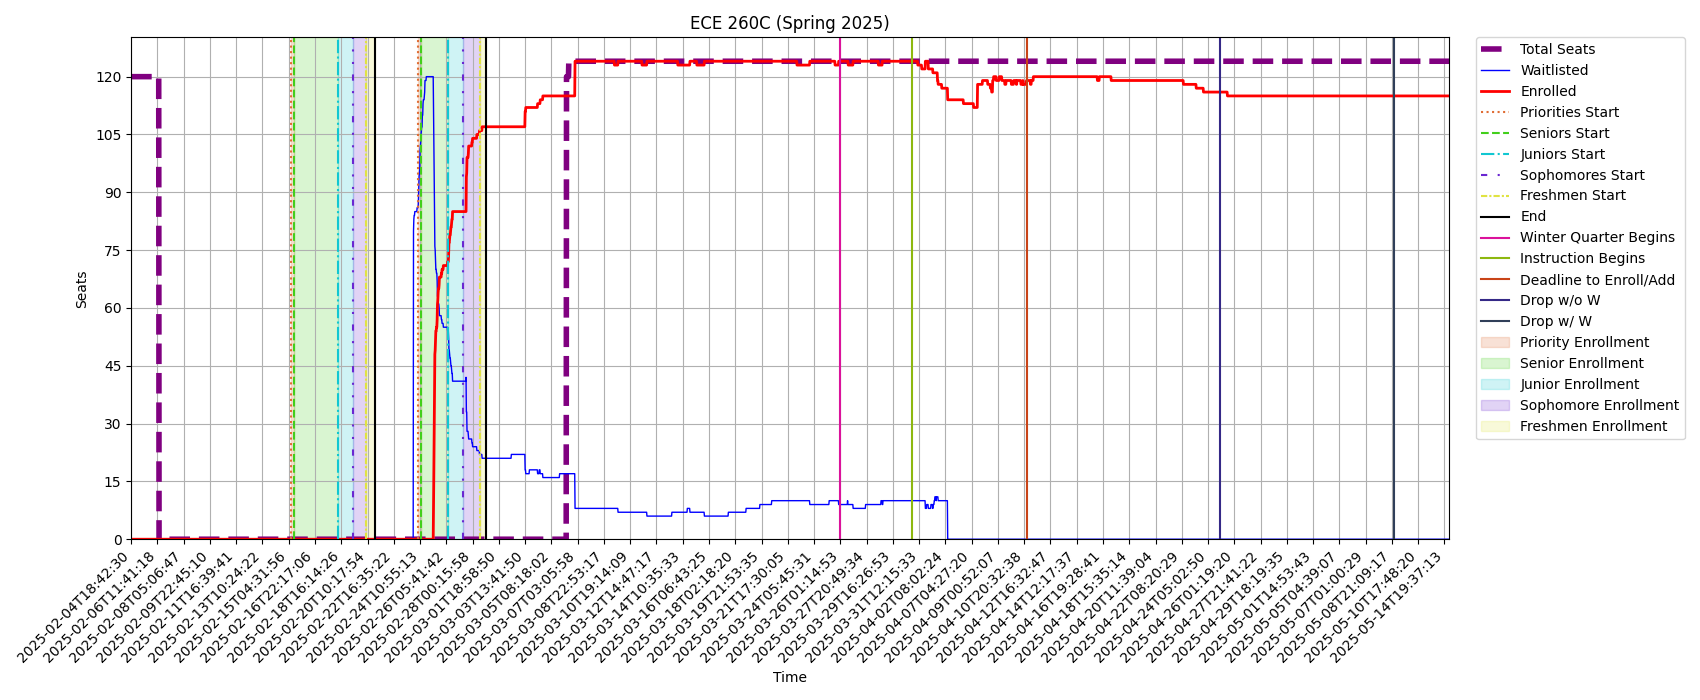 ECE 260C (Spring 2025)
Seats
120
105
90
75
60
45
30
15
0
2025-02-04T18:42:30
2025-02-06T11:41:18
2025-02-08T05:06:47
2025-02-09T22:45:10
2025-02-11T16:39:41
2025-02-13T10:24:22
2025-02-15T04:31:56
2025-02-16T22:17:06
2025-02-18T16:14:26
2025-02-20T10:17:54
2025-02-22T16:35:22
2025-02-24T10:55:13
2025-02-26T05:41:42
2025-02-28T00:15:58
2025-03-01T18:58:50
2025-03-03T13:41:50
2025-03-05T08:18:02
2025-03-07T03:05:58
2025-03-08T22:53:17
2025-03-10T19:14:09
2025-03-12T14:47:17
2025-03-14T10:35:33
2025-03-16T06:43:25
2025-03-18T02:18:20
2025-03-19T21:53:35
2025-03-21T17:30:05
2025-03-24T05:45:31
2025-03-26T01:14:53
2025-03-27T20:49:34
2025-03-29T16:26:53
2025-03-31T12:15:33
2025-04-02T08:02:24
2025-04-07T04:27:20
2025-04-09T00:52:07
2025-04-10T20:32:38
2025-04-12T16:32:47
2025-04-14T12:17:37
2025-04-16T19:28:41
2025-04-18T15:35:14
2025-04-20T11:39:04
2025-04-22T08:20:29
2025-04-24T05:02:50
2025-04-26T01:19:20
2025-04-27T21:41:22
2025-04-29T18:19:35
2025-05-01T14:53:43
2025-05-05T04:39:07
2025-05-07T01:00:29
2025-05-08T21:09:17
2025-05-10T17:48:20
2025-05-14T19:37:13
Time
Total Seats
Waitlisted
Enrolled
Priorities Start
Seniors Start
Juniors Start
Sophomores Start
Freshmen Start
End
Winter Quarter Begins
Instruction Begins
Deadline to Enroll/Add
Drop w/o W
Drop w/ W
Priority Enrollment
Senior Enrollment
Junior Enrollment
Sophomore Enrollment
Freshmen Enrollment